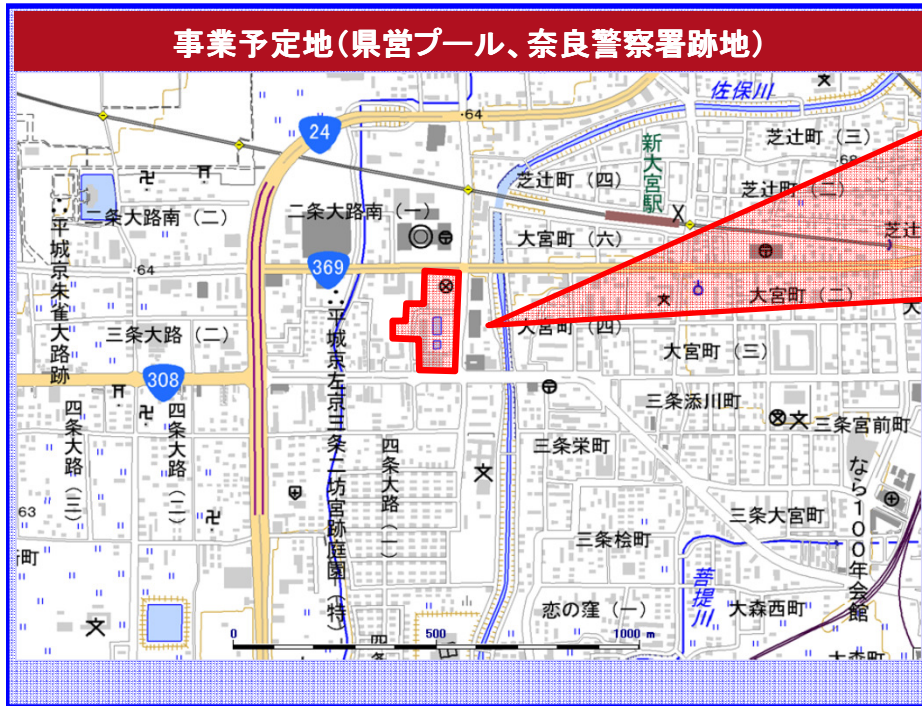 事業予定地(県営プール、奈良警察署跡地)
佐保川
・64
24
新大宮駅
芝辻町(三)
68
芝辻町(四)
芝辻町(二)
二条大路南(二)
二条大路南(一)
大宮町(六)
芝辻
・64
369
∴平城京朱雀大路跡
大宮町(二)
三条大路(二)
大宮町(四)
大宮町(三)
308
∴平城京左京三条二坊宮跡庭園(特)
三条添川町
三条宮前町
四条大路(三)
四条大路(二)
四条大路(一)
三条栄町
なら100年会館
63
三条大宮町
三条桧町
菩提川
恋の窪(一)
大森西町
0
500
1000 m
大森町